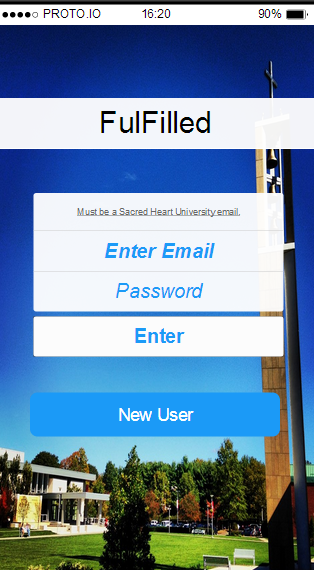 PROTO.IO 16:20 90%
FulFilled
Must be a Sacred Heart University email.
Enter Email
Password
Enter
New User